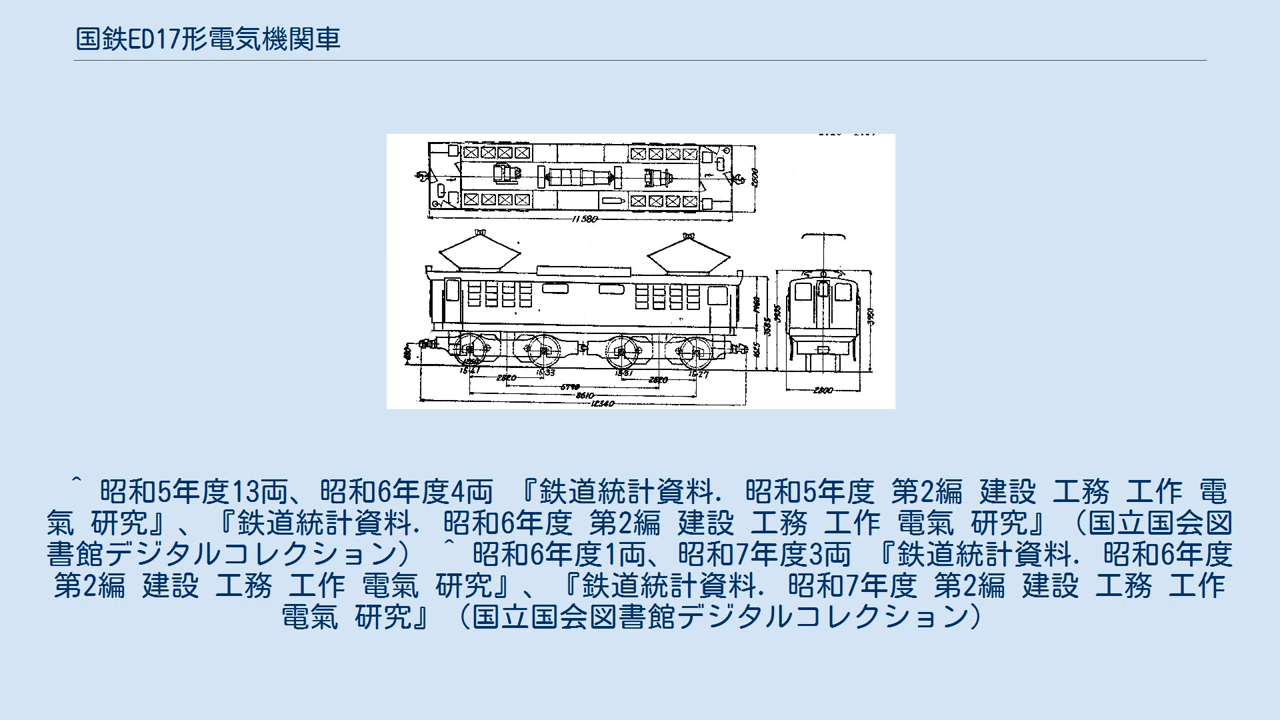 国鉄ED17形電気機関車
11580
2800
1615
2620
5790
2620
8610
12340
2800
^ 昭和5年度13両、昭和6年度4両 『鉄道統計資料. 昭和5年度 第2編 建設 工務 工作 電
氣 研究』、『鉄道統計資料. 昭和6年度 第2編 建設 工務 工作 電氣 研究』（国立国会図
書館デジタルコレクション） ^ 昭和6年度1両、昭和7年度3両 『鉄道統計資料. 昭和6年度
第2編 建設 工務 工作 電氣 研究』、『鉄道統計資料. 昭和7年度 第2編 建設 工務 工作
電氣 研究』（国立国会図書館デジタルコレクション）